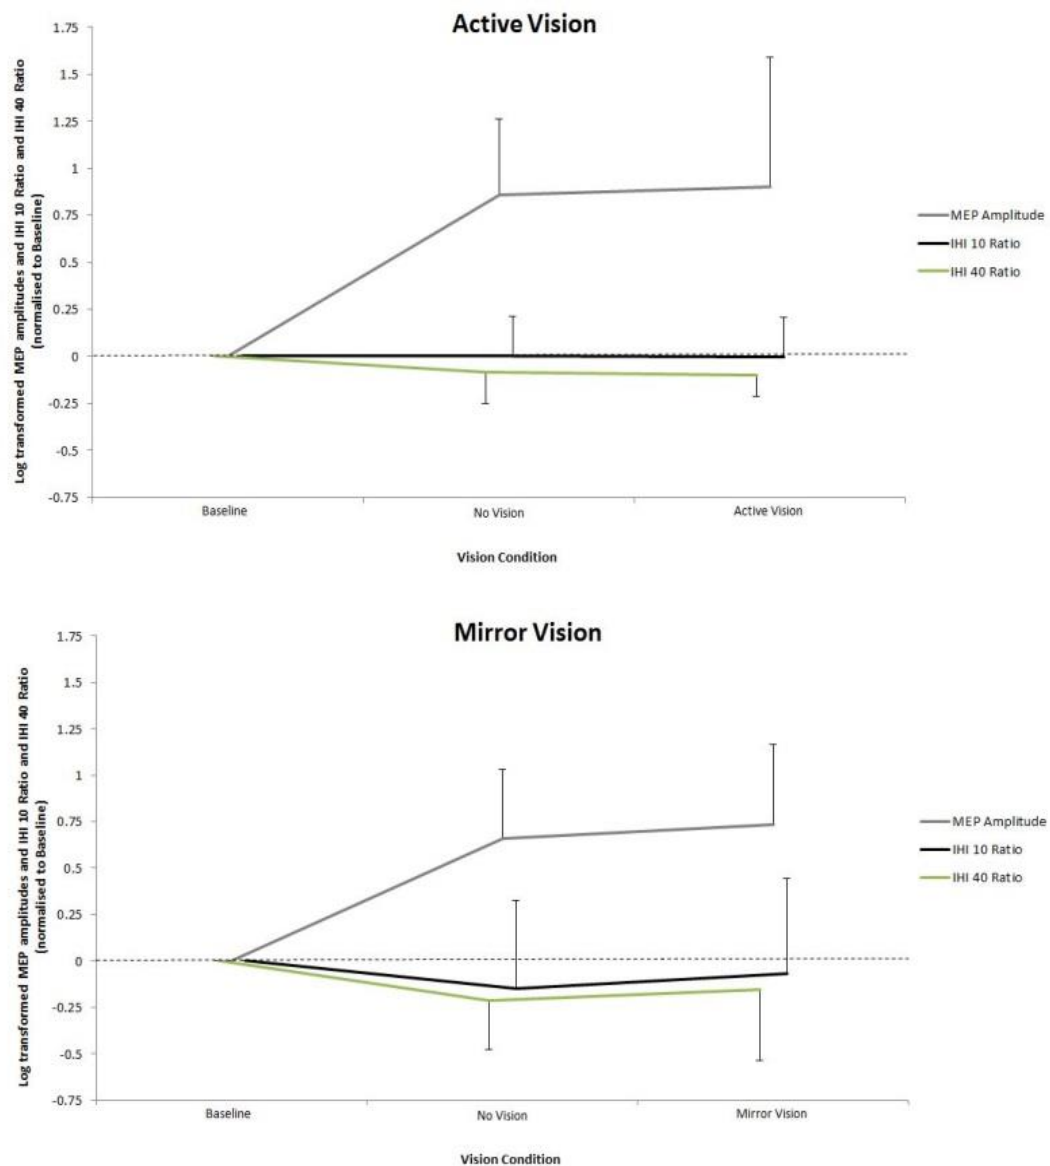 Active Vision
Log transformed MEP amplitudes and IHI 10 Ratio and IHI 40 Ratio
(normalised to Baseline)
1.75
1.5
1.25
1
0.75
0.5
0.25
0
-0.25
-0.5
-0.75
MEP Amplitude
IHI 10 Ratio
IHI 40 Ratio
Baseline
No Vision
Active Vision
Vision Condition
Mirror Vision
Log transformed MEP amplitudes and IHI 10 Ratio and IHI 40 Ratio
(normalised to Baseline)
1.75
1.5
1.25
1
0.75
0.5
0.25
0
-0.25
-0.5
-0.75
MEP Amplitude
IHI 10 Ratio
IHI 40 Ratio
Baseline
No Vision
Mirror Vision
Vision Condition